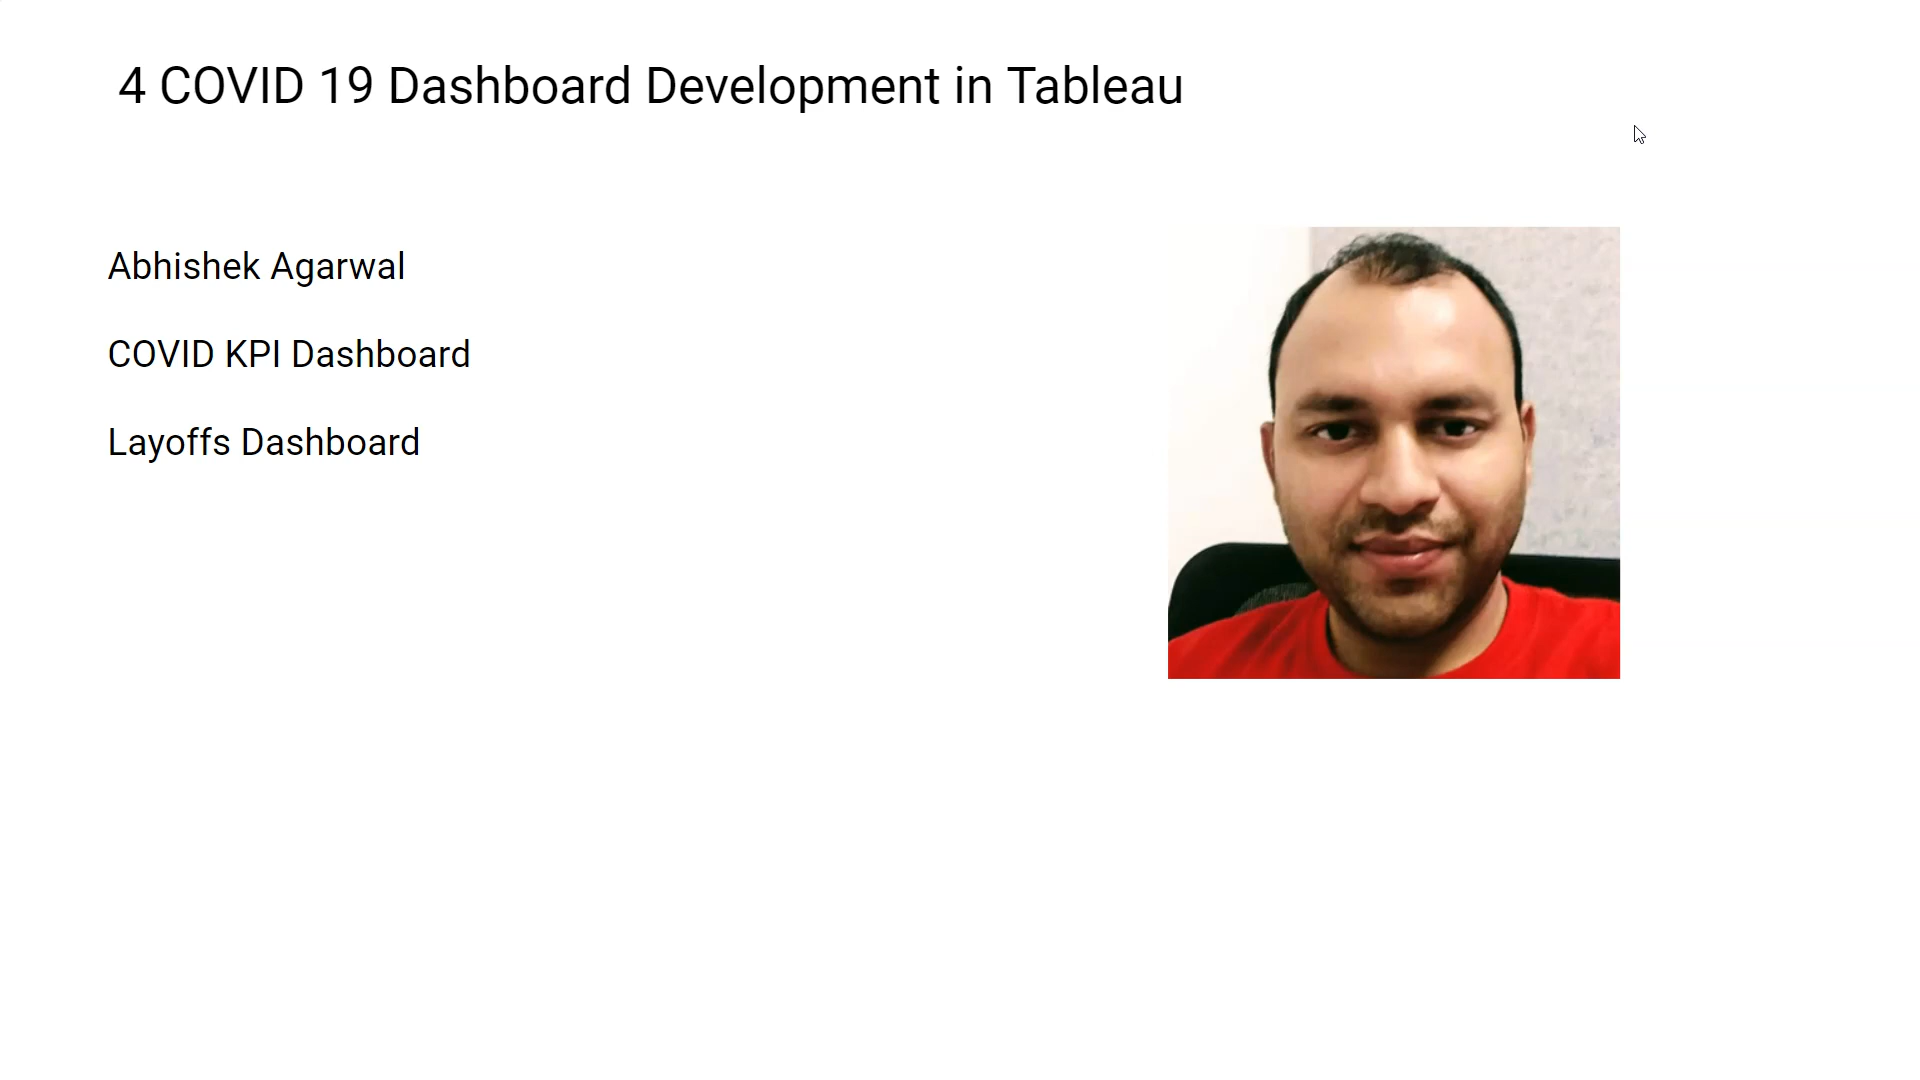 4 COVID 19 Dashboard Development in Tableau
Abhishek Agarwal
COVID KPI Dashboard
Layoffs Dashboard